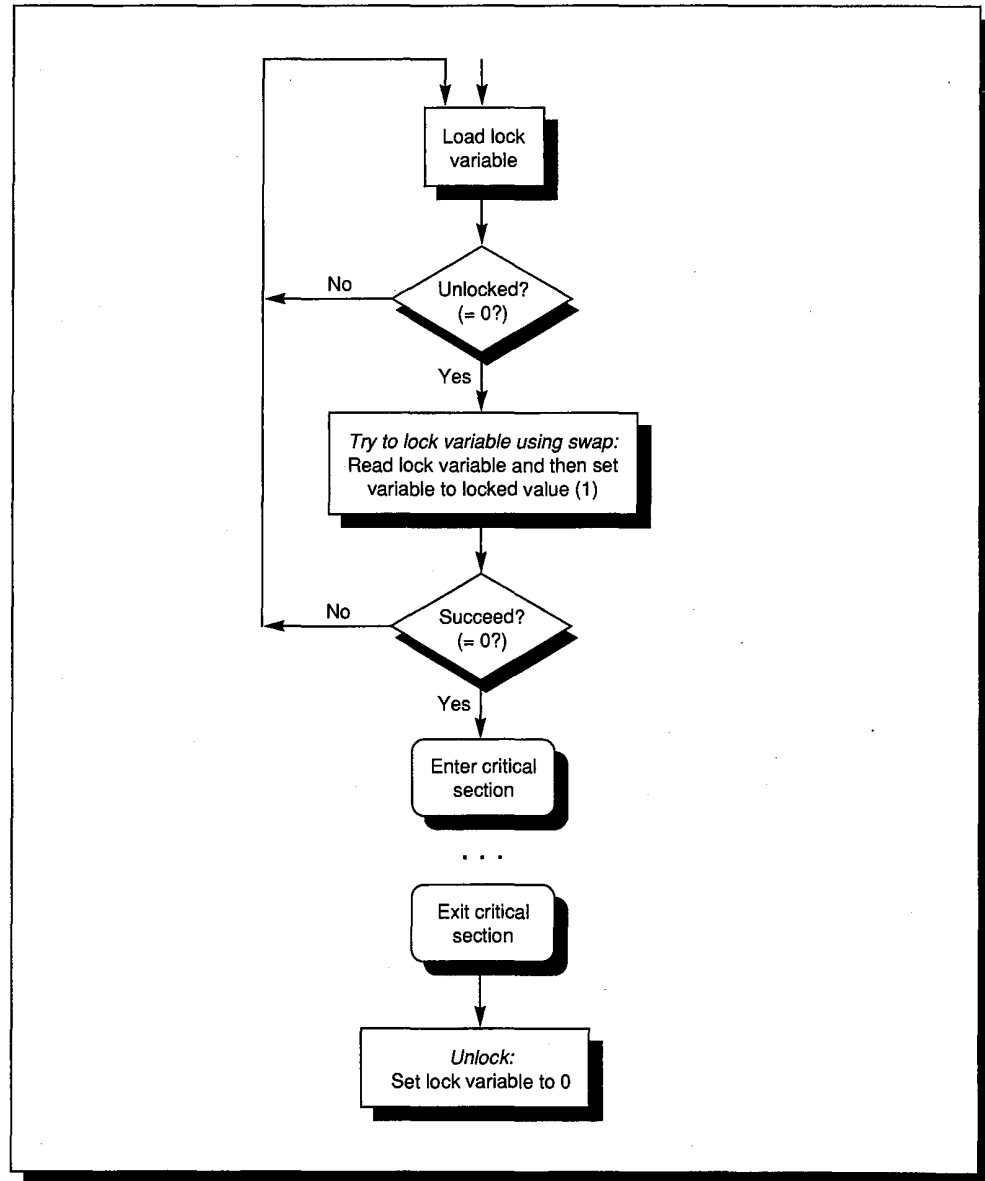 Load lock
variable
No
Unlocked?
(= 0?)
Yes
Try to lock variable using swap:
Read lock variable and then set
variable to locked value (1)
No
Succeed?
(= 0?)
Yes
Enter critical
section
. . .
Exit critical
section
Unlock:
Set lock variable to 0